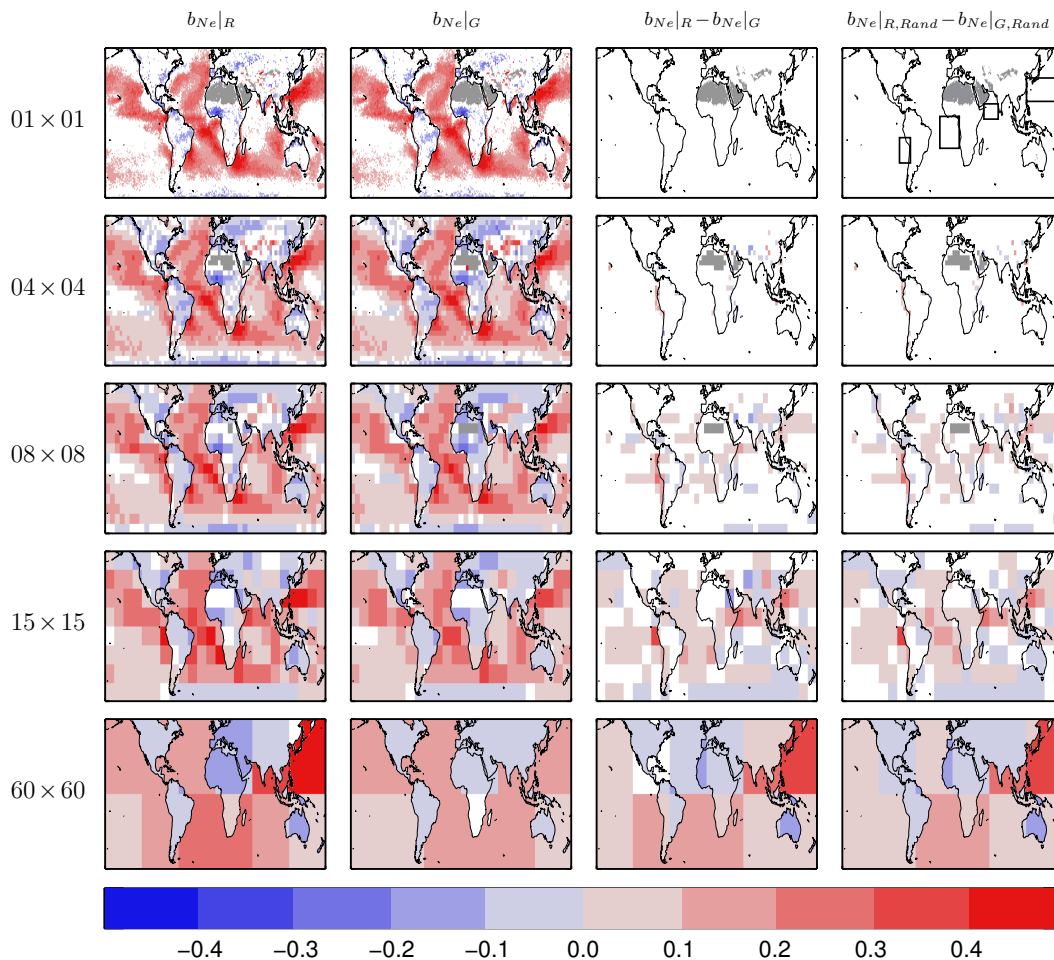 b_{Ne}|_R b_{Ne}|_G b_{Ne}|_R − b_{Ne}|_G b_{Ne}|_{R,Rand} − b_{Ne}|_{G,Rand}
01 × 01
04 × 04
08 × 08
15 × 15
60 × 60
−0.4 −0.3 −0.2 −0.1 0.0 0.1 0.2 0.3 0.4